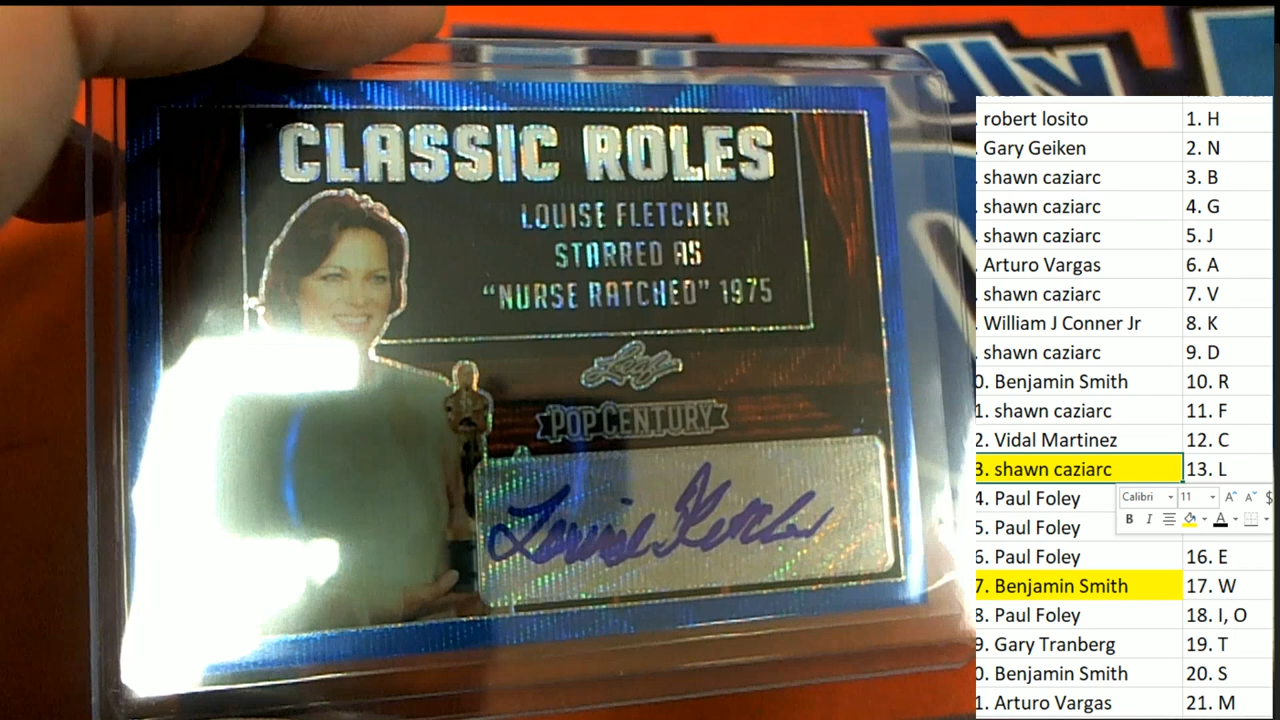 CLASSIC ROLES
LOUISE FLETCHER
STARRED AS
"NURSE RATCHED" 1975
Leaf
POP CENTURY
Louise Fletcher
. robert losito 1. H
. Gary Geiken 2. N
. shawn caziarc 3. B
. shawn caziarc 4. G
. shawn caziarc 5. J
. Arturo Vargas 6. A
. shawn caziarc 7. V
. William J Conner Jr 8. K
. shawn caziarc 9. D
0. Benjamin Smith 10. R
1. shawn caziarc 11. F
2. Vidal Martinez 12. C
3. shawn caziarc 13. L
4. Paul Foley
Calibri 11 A A $
5. Paul Foley
B I A
6. Paul Foley 16. E
7. Benjamin Smith 17. W
8. Paul Foley 18. I, O
9. Gary Tranberg 19. T
0. Benjamin Smith 20. S
1. Arturo Vargas 21. M